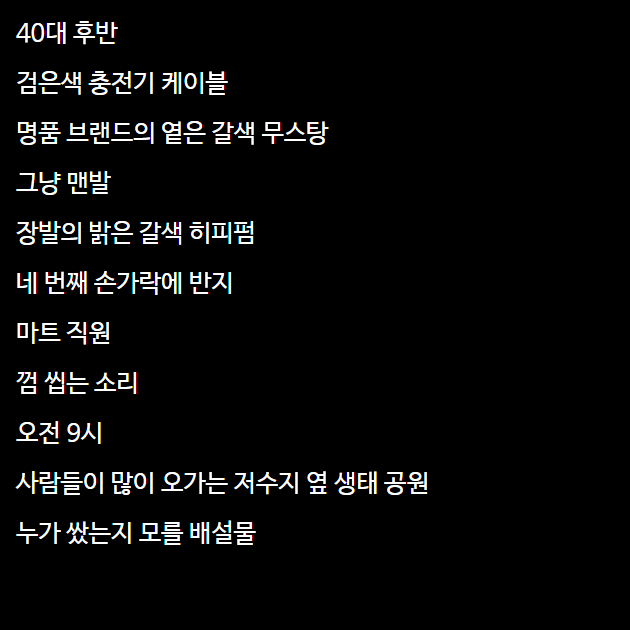 40대 후반
검은색 충전기 케이블
명품 브랜드의 옅은 갈색 무스탕
그냥 맨발
장발의 밝은 갈색 히피펌
네 번째 손가락에 반지
마트 직원
껌 씹는 소리
오전 9시
사람들이 많이 오가는 저수지 옆 생태 공원
누가 쌌는지 모를 배설물